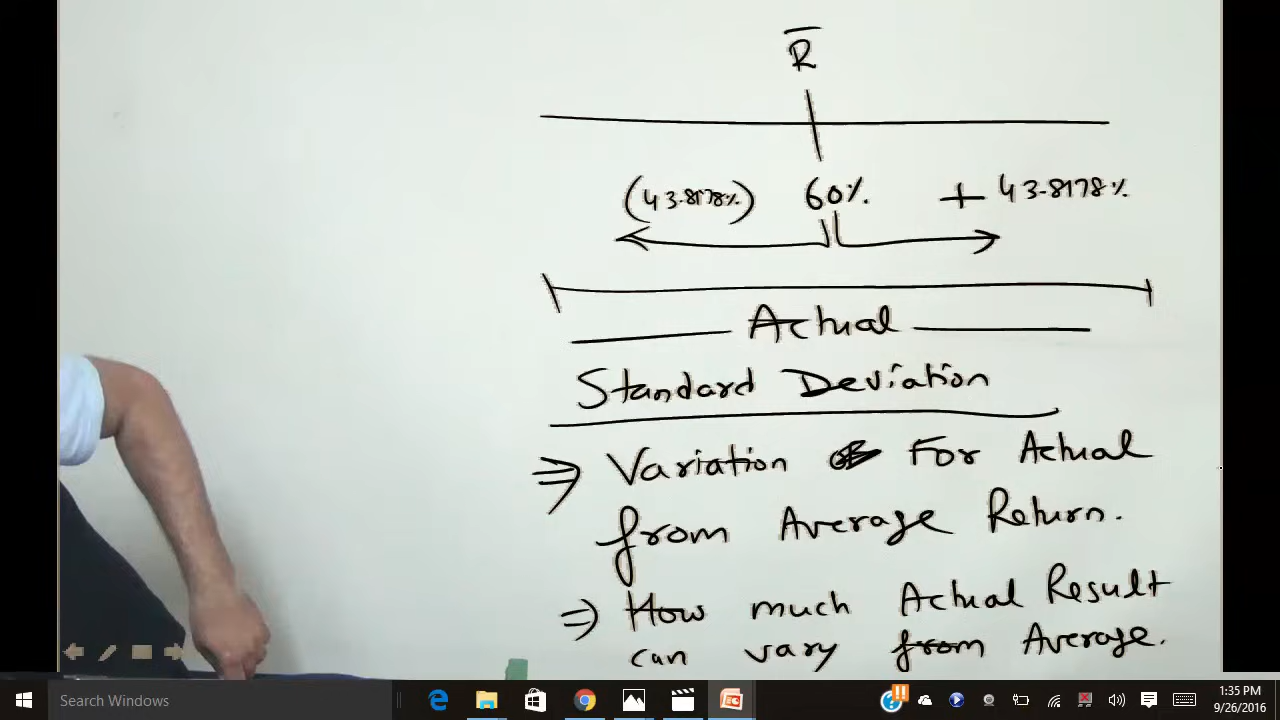 R̅
(43.8178%) 60% + 43.8178%
Actual
Standard Deviation
⇒ Variation For Actual
from Average Return.
⇒ How much Actual Result
can vary from Average.
Search Windows
1:35 PM
9/26/2016